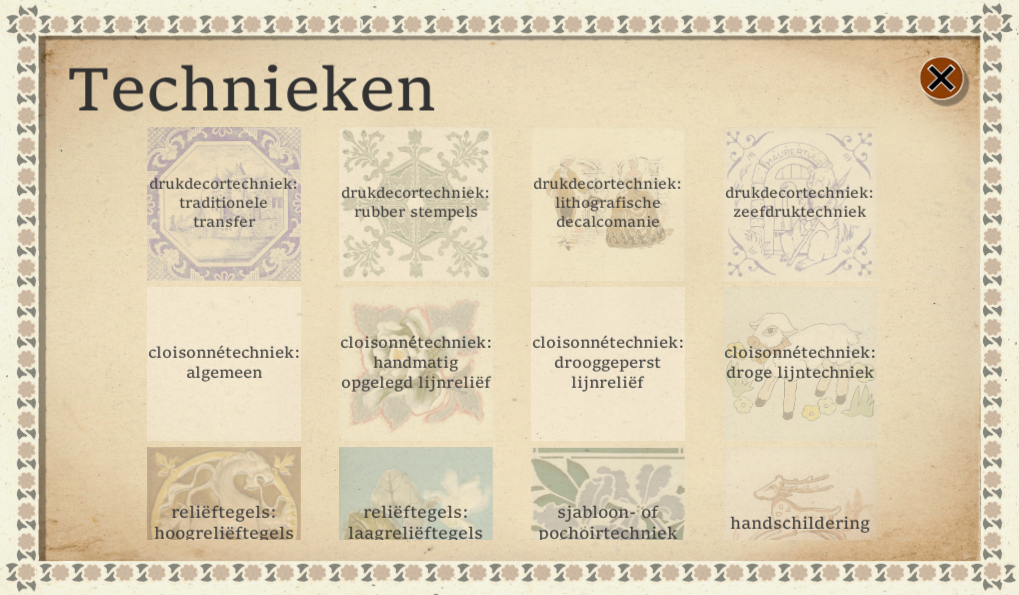 Technieken
drukdecortechniek:
traditionele
transfer
drukdecortechniek:
rubber stempels
drukdecortechniek:
lithografische
decalcomanie
MAUPERTUUS
drukdecortechniek:
zeefdruktechniek
cloisonnétechniek:
algemeen
cloisonnétechniek:
handmatig
opgelegd lijnreliëf
cloisonnétechniek:
drooggeperst
lijnreliëf
cloisonnétechniek:
droge lijntechniek
reliëftegels:
hoogreliëftegels
reliëftegels:
laagreliëftegels
sjabloon- of
pochoirtechniek
handschildering